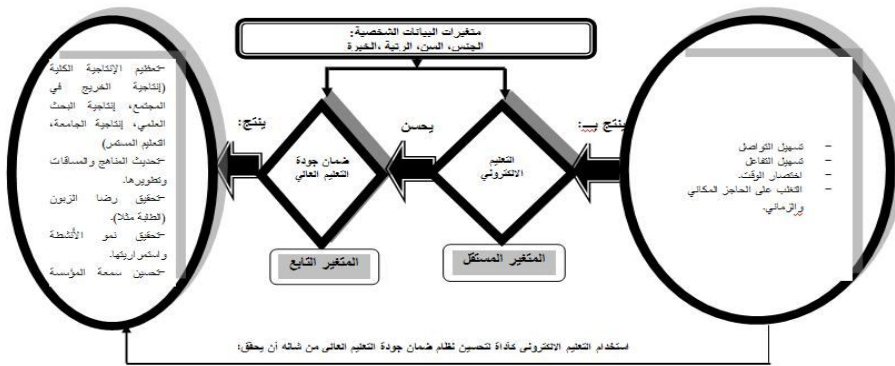 متغيرات البيانات الشخصية:
الجنس، السن، الرتبة ،الخبرة
تسهيل التواصل
تسهيل التفاعل
اختصار الوقت.
التغلب على الحاجز المكاني
والزماني.
ينتج بـــ:
التعليم
الالكتروني
المتغير المستقل
يحسن
ضمان جودة
التعليم العالي
المتغير التابع
ينتج:
-تعظيم الإنتاجية الكلية
(إنتاجية الخريج في
المجتمع، إنتاجية البحث
العلمي، إنتاجية الجامعة،
التعليم المستمر)
-تحديث المناهج والمساقات
وتطويرها.
-تحقيق رضا الزبون
(الطلبة مثلا).
-تحقيق نمو الأنشطة
واستمراريتها.
-تحسين سمعة المؤسسة
استخدام التعليم الالكتروني كأداة لتحسين نظام ضمان جودة التعليم العالي من شانه أن يحقق: